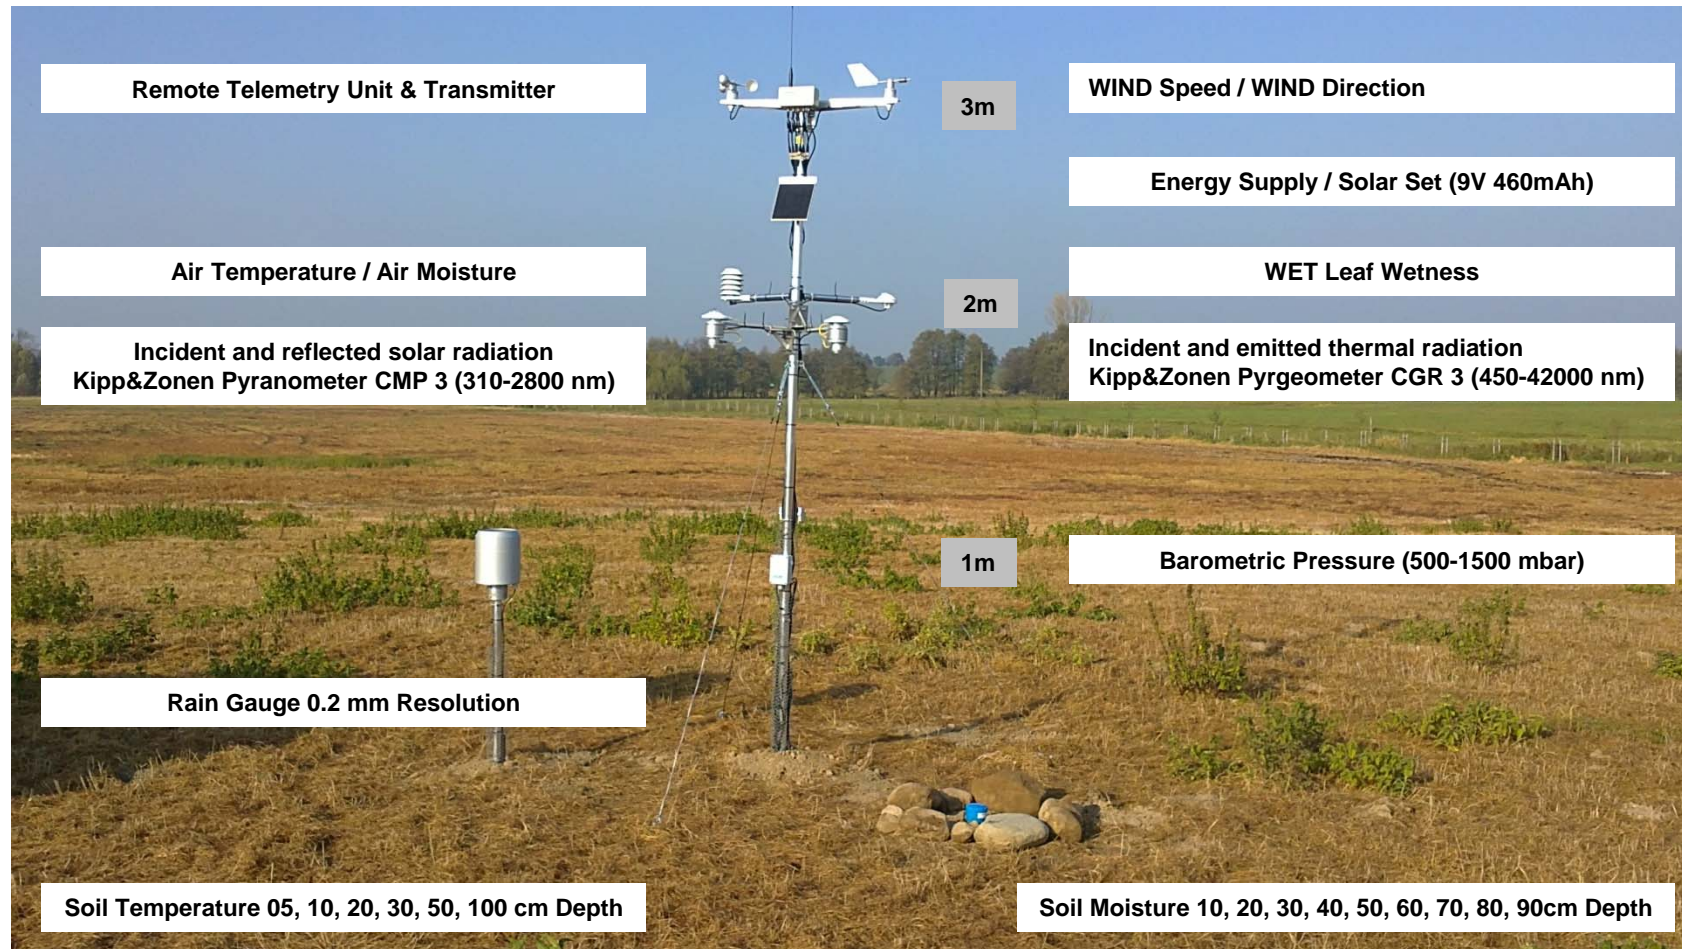 Remote Telemetry Unit & Transmitter
3m
WIND Speed / WIND Direction
Energy Supply / Solar Set (9V 460mAh)
Air Temperature / Air Moisture
2m
WET Leaf Wetness
Incident and reflected solar radiation
Kipp&Zonen Pyranometer CMP 3 (310-2800 nm)
Incident and emitted thermal radiation
Kipp&Zonen Pyrgeometer CGR 3 (450-42000 nm)
1m
Barometric Pressure (500-1500 mbar)
Rain Gauge 0.2 mm Resolution
Soil Temperature 05, 10, 20, 30, 50, 100 cm Depth
Soil Moisture 10, 20, 30, 40, 50, 60, 70, 80, 90cm Depth